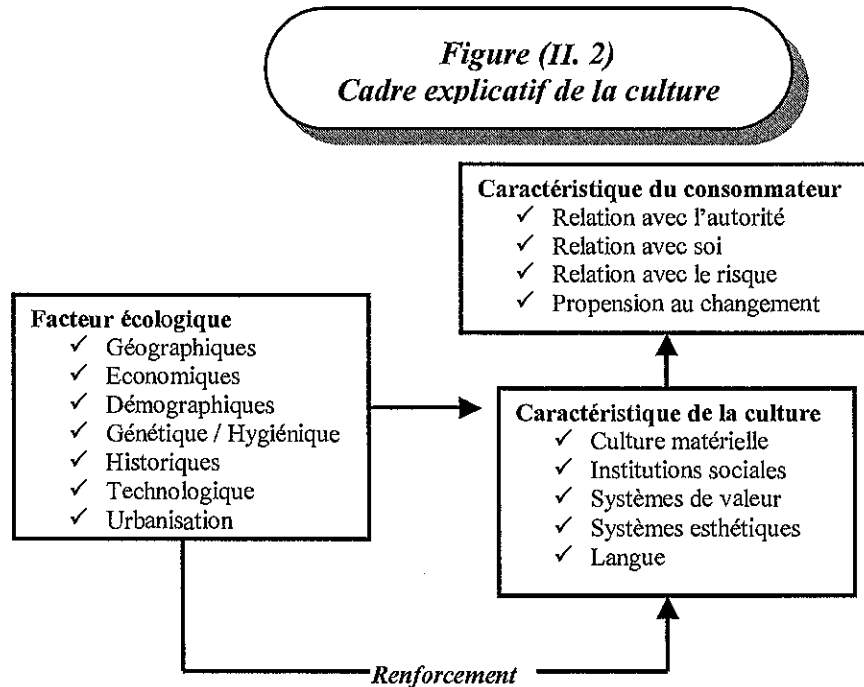 Figure (II. 2)
Cadre explicatif de la culture
Caractéristique du consommateur
✓ Relation avec l'autorité
✓ Relation avec soi
✓ Relation avec le risque
✓ Propension au changement
Facteur écologique
✓ Géographiques
✓ Economiques
✓ Démographiques
✓ Génétique / Hygiénique
✓ Historiques
✓ Technologique
✓ Urbanisation
Caractéristique de la culture
✓ Culture matérielle
✓ Institutions sociales
✓ Systèmes de valeur
✓ Systèmes esthétiques
✓ Langue
Renforcement